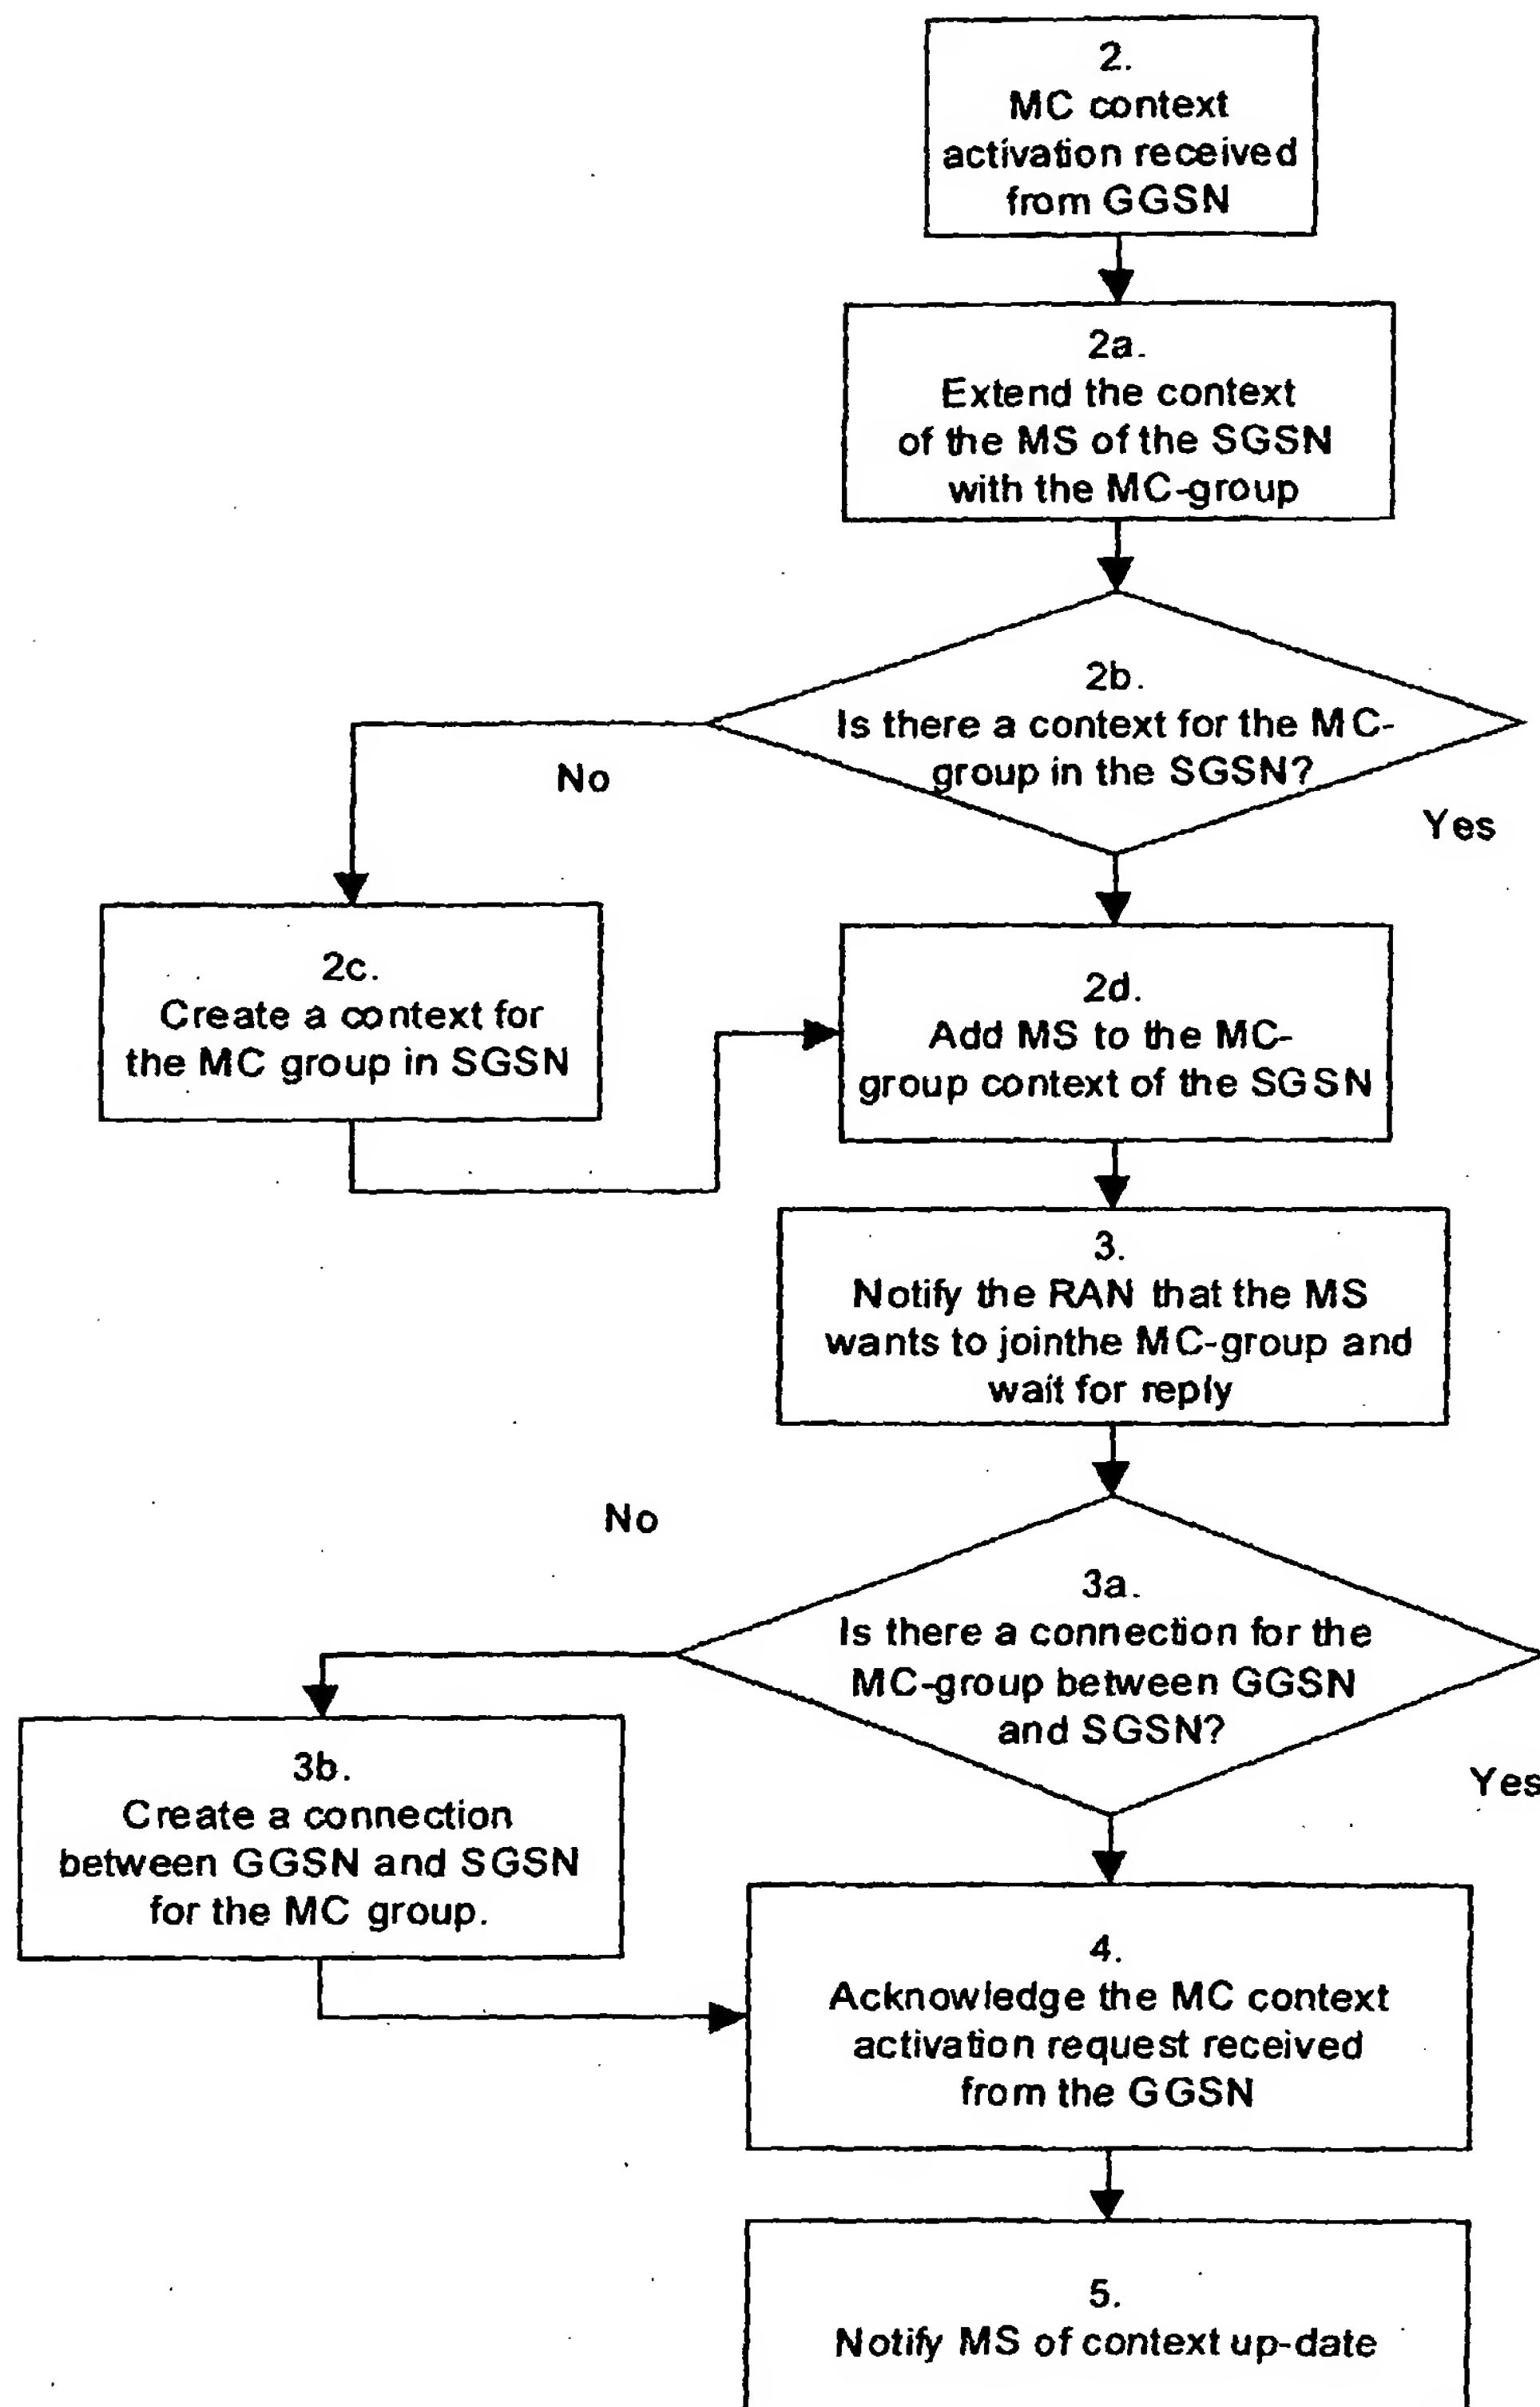 2.
MC context
activation received
from GGSN
2a.
Extend the context
of the MS of the SGSN
with the MC-group
2b.
Is there a context for the MC-
group in the SGSN?
No
Yes
2c.
Create a context for
the MC group in SGSN
2d.
Add MS to the MC-
group context of the SGSN
3.
Notify the RAN that the MS
wants to jointhe MC-group and
wait for reply
No
3a.
Is there a connection for the
MC-group between GGSN
and SGSN?
Yes
3b.
Create a connection
between GGSN and SGSN
for the MC group.
4.
Acknowledge the MC context
activation request received
from the GGSN
5.
Notify MS of context up-date